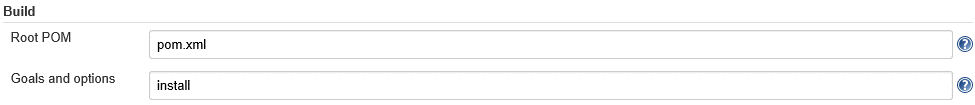 Build
Root POM
pom.xml
Goals and options
install